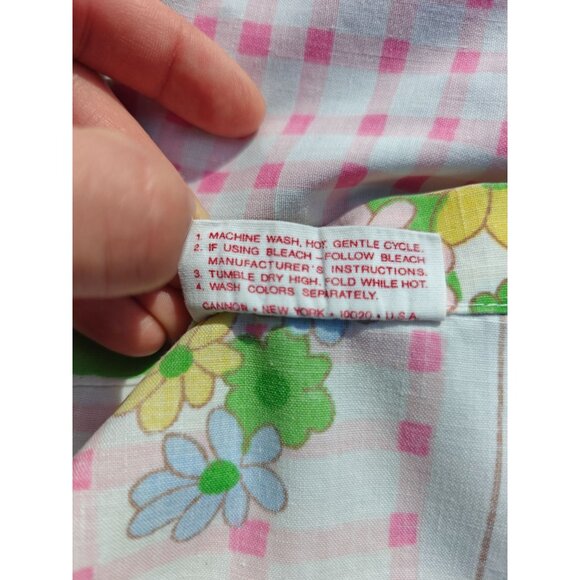 1. MACHINE WASH, HOT, GENTLE CYCLE.
2. IF USING BLEACH - FOLLOW BLEACH
MANUFACTURER'S INSTRUCTIONS.
3. TUMBLE DRY HIGH. FOLD WHILE HOT.
4. WASH COLORS SEPARATELY.
CANNON • NEW YORK • 10020 • U.S.A.